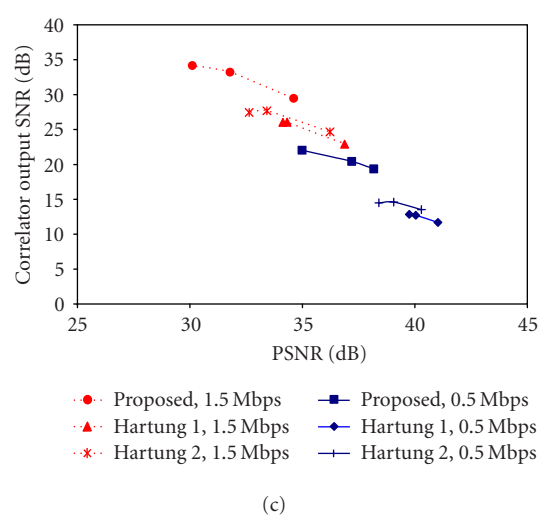 40
35
30
25
20
15
10
5
0
Correlator output SNR (dB)
25 30 35 40 45
PSNR (dB)
Proposed, 1.5 Mbps
Hartung 1, 1.5 Mbps
Hartung 2, 1.5 Mbps
Proposed, 0.5 Mbps
Hartung 1, 0.5 Mbps
Hartung 2, 0.5 Mbps
(c)